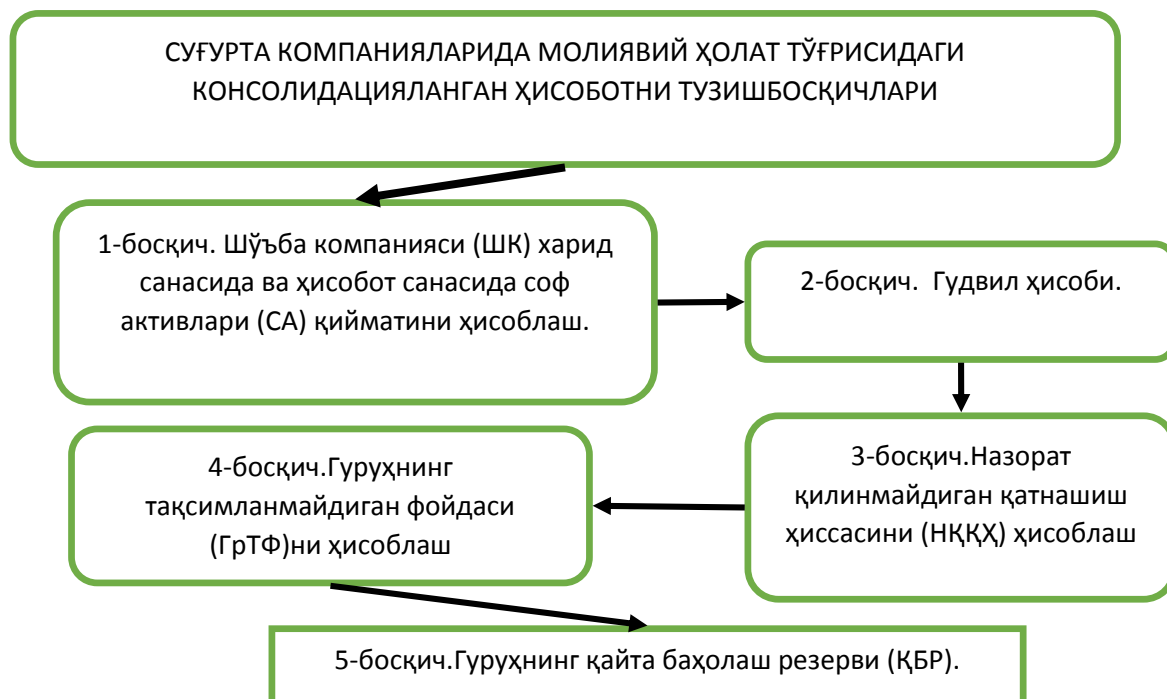 СУҒУРТА КОМПАНИЯЛАРИДА МОЛИЯВИЙ ҲОЛАТ ТЎҒРИСИДАГИ
КОНСОЛИДАЦИЯЛАНГАН ҲИСОБОТНИ ТУЗИШБОСҚИЧЛАРИ
1-босқич. Шўъба компанияси (ШК) харид
санасида ва ҳисобот санасида соф
активлари (СА) қийматини ҳисоблаш.
2-босқич. Гудвил ҳисоби.
3-босқич.Назорат
қилинмайдиган қатнашиш
ҳиссасини (НҚҚҲ) ҳисоблаш
4-босқич.Гуруҳнинг
тақсимланмайдиган фойдаси
(ГрТФ)ни ҳисоблаш
5-босқич.Гуруҳнинг қайта баҳолаш резерви (ҚБР).